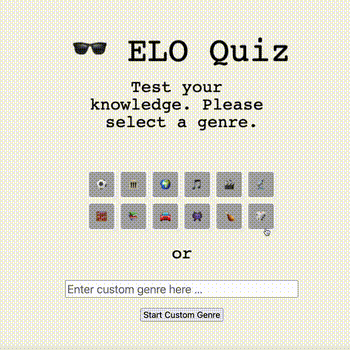 ELO Quiz
Test your
knowledge. Please
select a genre.
or
Enter custom genre here ...
Start Custom Genre